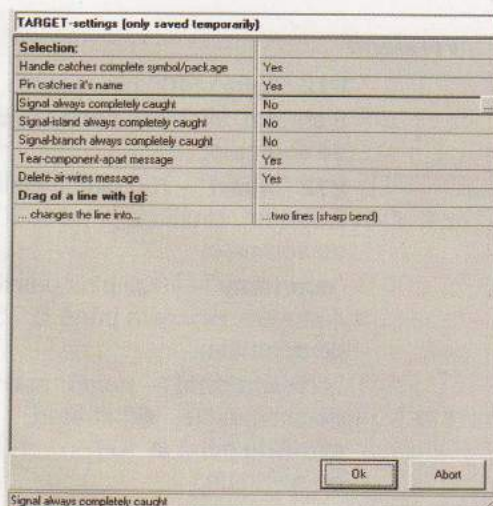 TARGET-settings (only saved temporarily)
Selection:
Handle catches complete symbol/package Yes
Pin catches it's name Yes
Signal always completely caught No ...
Signal-island always completely caught No
Signal-branch always completely caught No
Tear-component-apart message Yes
Delete-air-wires message Yes
Drag of a line with [g]:
... changes the line into... ...two lines (sharp bend)
Ok Abort
Signal always completely caught